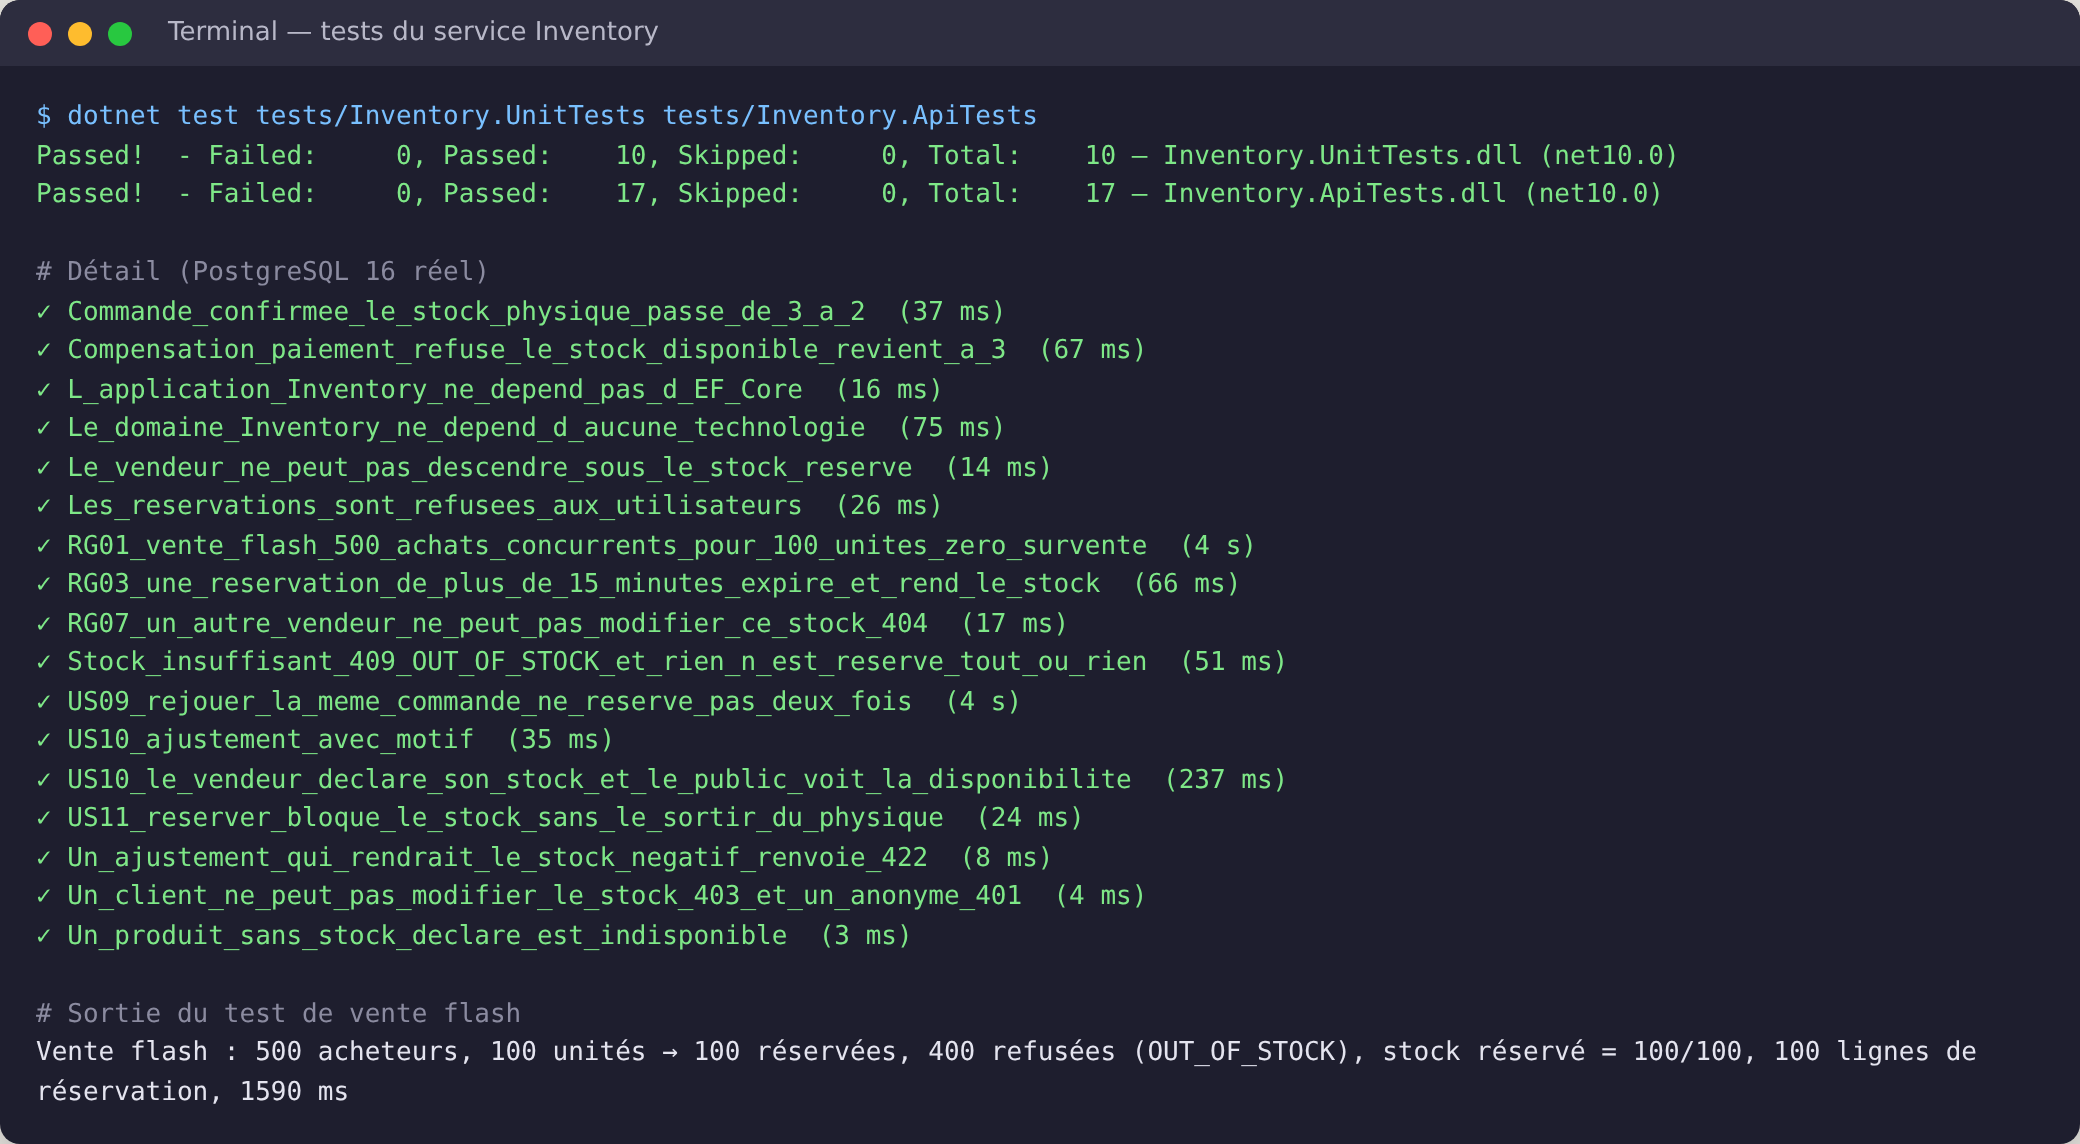 Terminal — tests du service Inventory
$ dotnet test tests/Inventory.UnitTests tests/Inventory.ApiTests
Passed!  - Failed:     0, Passed:    10, Skipped:     0, Total:    10 — Inventory.UnitTests.dll (net10.0)
Passed!  - Failed:     0, Passed:    17, Skipped:     0, Total:    17 — Inventory.ApiTests.dll (net10.0)
# Détail (PostgreSQL 16 réel)
✓ Commande_confirmee_le_stock_physique_passe_de_3_a_2  (37 ms)
✓ Compensation_paiement_refuse_le_stock_disponible_revient_a_3  (67 ms)
✓ L_application_Inventory_ne_depend_pas_d_EF_Core  (16 ms)
✓ Le_domaine_Inventory_ne_depend_d_aucune_technologie  (75 ms)
✓ Le_vendeur_ne_peut_pas_descendre_sous_le_stock_reserve  (14 ms)
✓ Les_reservations_sont_refusees_aux_utilisateurs  (26 ms)
✓ RG01_vente_flash_500_achats_concurrents_pour_100_unites_zero_survente  (4 s)
✓ RG03_une_reservation_de_plus_de_15_minutes_expire_et_rend_le_stock  (66 ms)
✓ RG07_un_autre_vendeur_ne_peut_pas_modifier_ce_stock_404  (17 ms)
✓ Stock_insuffisant_409_OUT_OF_STOCK_et_rien_n_est_reserve_tout_ou_rien  (51 ms)
✓ US09_rejouer_la_meme_commande_ne_reserve_pas_deux_fois  (4 s)
✓ US10_ajustement_avec_motif  (35 ms)
✓ US10_le_vendeur_declare_son_stock_et_le_public_voit_la_disponibilite  (237 ms)
✓ US11_reserver_bloque_le_stock_sans_le_sortir_du_physique  (24 ms)
✓ Un_ajustement_qui_rendrait_le_stock_negatif_renvoie_422  (8 ms)
✓ Un_client_ne_peut_pas_modifier_le_stock_403_et_un_anonyme_401  (4 ms)
✓ Un_produit_sans_stock_declare_est_indisponible  (3 ms)
# Sortie du test de vente flash
Vente flash : 500 acheteurs, 100 unités → 100 réservées, 400 refusées (OUT_OF_STOCK), stock réservé = 100/100, 100 lignes de
réservation, 1590 ms